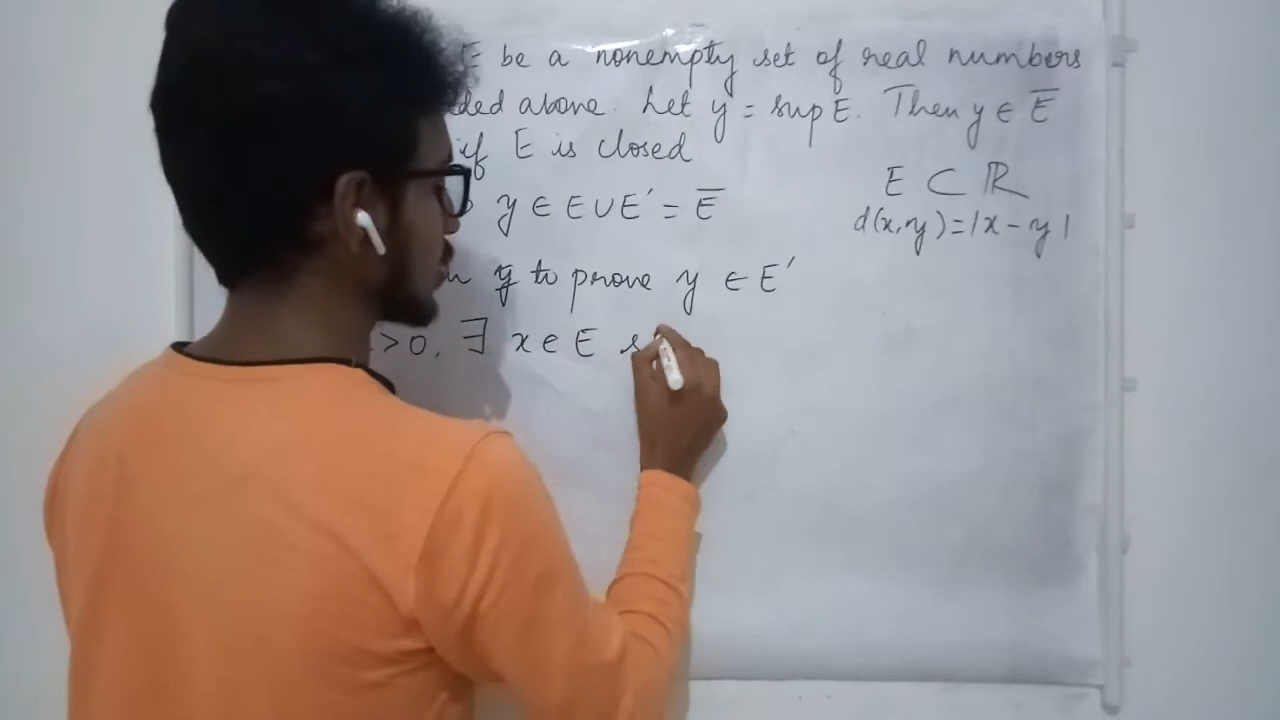 E be a nonempty set of real numbers
ded above. Let y = sup E. Then y ∈ E̅
if E is closed
E ⊂ ℝ
y ∈ E ∪ E′ = E̅
d(x,y) = |x − y|
to prove y ∈ E′
>0, ∃ x ∈ E s